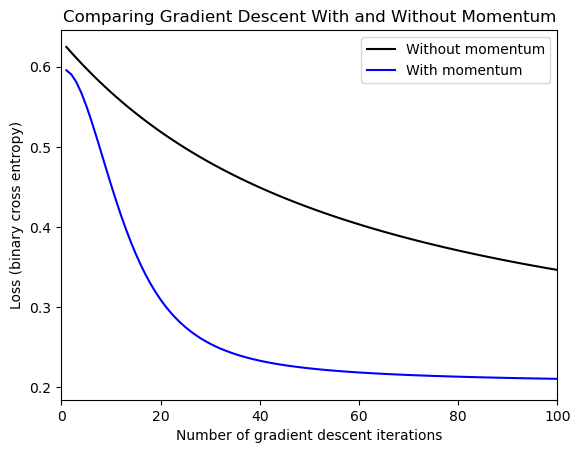 Comparing Gradient Descent With and Without Momentum
Without momentum
With momentum
0.6
0.5
0.4
0.3
0.2
Loss (binary cross entropy)
0 20 40 60 80 100
Number of gradient descent iterations